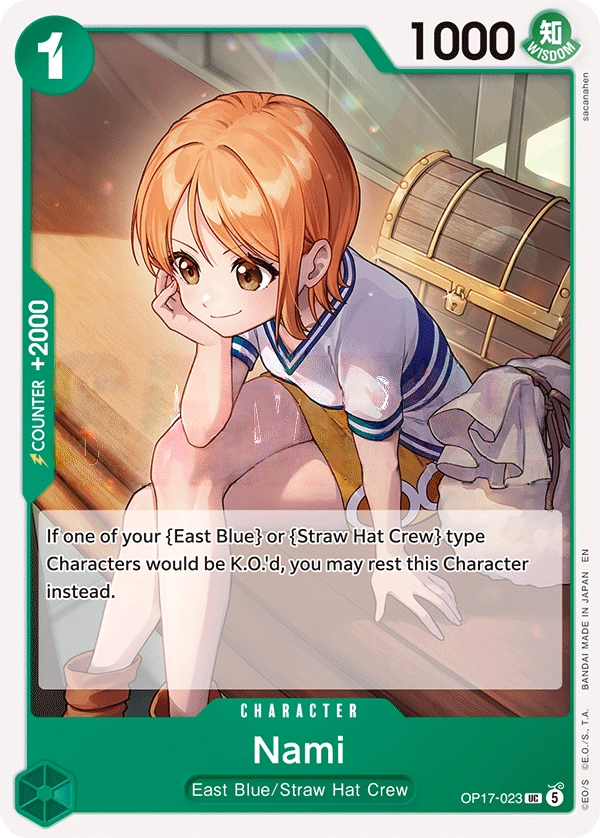 1
1000
知
WISDOM
sacanahen
COUNTER +2000
If one of your {East Blue} or {Straw Hat Crew} type
Characters would be K.O.'d, you may rest this Character
instead.
CHARACTER
Nami
East Blue/Straw Hat Crew
OP17-023 UC 5
©EO/S ©E.O./S., T.A. BANDAI MADE IN JAPAN EN